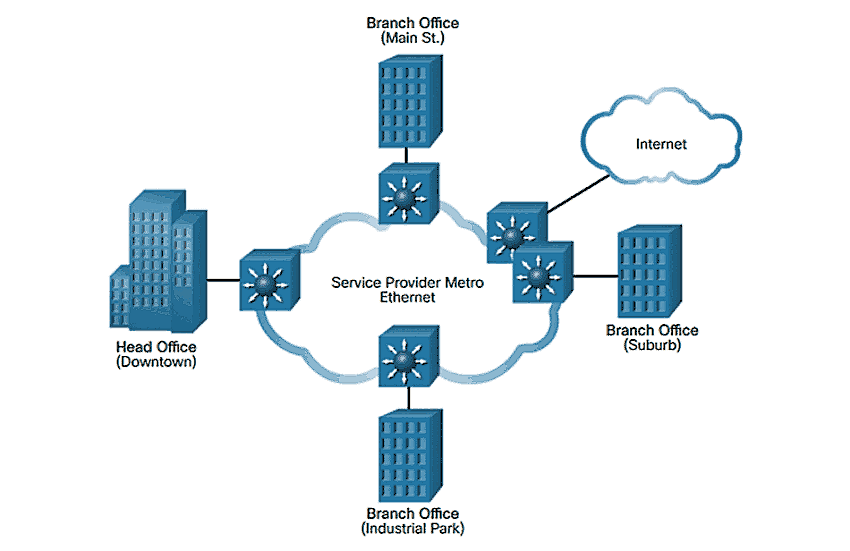 Branch Office
(Main St.)
Internet
Service Provider Metro
Ethernet
Head Office
(Downtown)
Branch Office
(Suburb)
Branch Office
(Industrial Park)